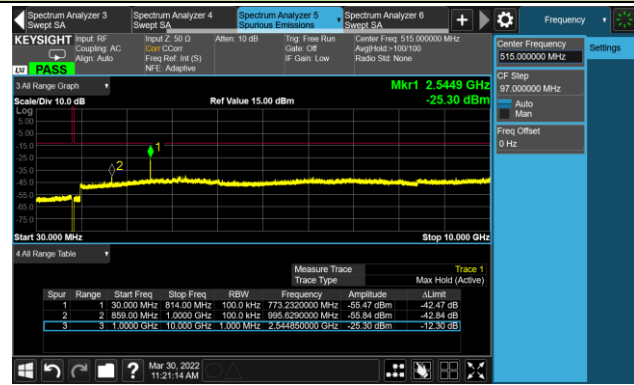 Spectrum Analyzer 3 Swept SA
Spectrum Analyzer 4 Swept SA
Spectrum Analyzer 5 Spurious Emissions
Spectrum Analyzer 6 Swept SA
+
Frequency
KEYSIGHT Input: RF
Coupling: AC
Align: Auto
Input Z: 50 Ω
Corr CCorr
Freq Ref: Int (S)
NFE: Adaptive
Atten: 10 dB
Trig: Free Run
Gate: Off
IF Gain: Low
Center Freq: 515.000000 MHz
Avg|Hold:>100/100
Radio Std: None
LXI PASS
3 All Range Graph
Mkr1 2.5449 GHz
Scale/Div 10.0 dB
Ref Value 15.00 dBm
-25.30 dBm
Log
5.00
-5.00
-15.0
-25.0
-35.0
-45.0
-55.0
-65.0
-75.0
1
2
Start 30.000 MHz
Stop 10.000 GHz
4 All Range Table
Measure Trace Trace 1
Trace Type Max Hold (Active)
Spur Range Start Freq Stop Freq RBW Frequency Amplitude ΔLimit
1 1 30.000 MHz 814.00 MHz 100.0 kHz 773.2320000 MHz -55.47 dBm -42.47 dB
2 2 859.00 MHz 1.0000 GHz 100.0 kHz 995.6290000 MHz -55.84 dBm -42.84 dB
3 3 1.0000 GHz 10.000 GHz 1.000 MHz 2.544850000 GHz -25.30 dBm -12.30 dB
Mar 30, 2022
11:21:14 AM
Center Frequency
515.000000 MHz
Settings
CF Step
97.000000 MHz
Auto
Man
Freq Offset
0 Hz